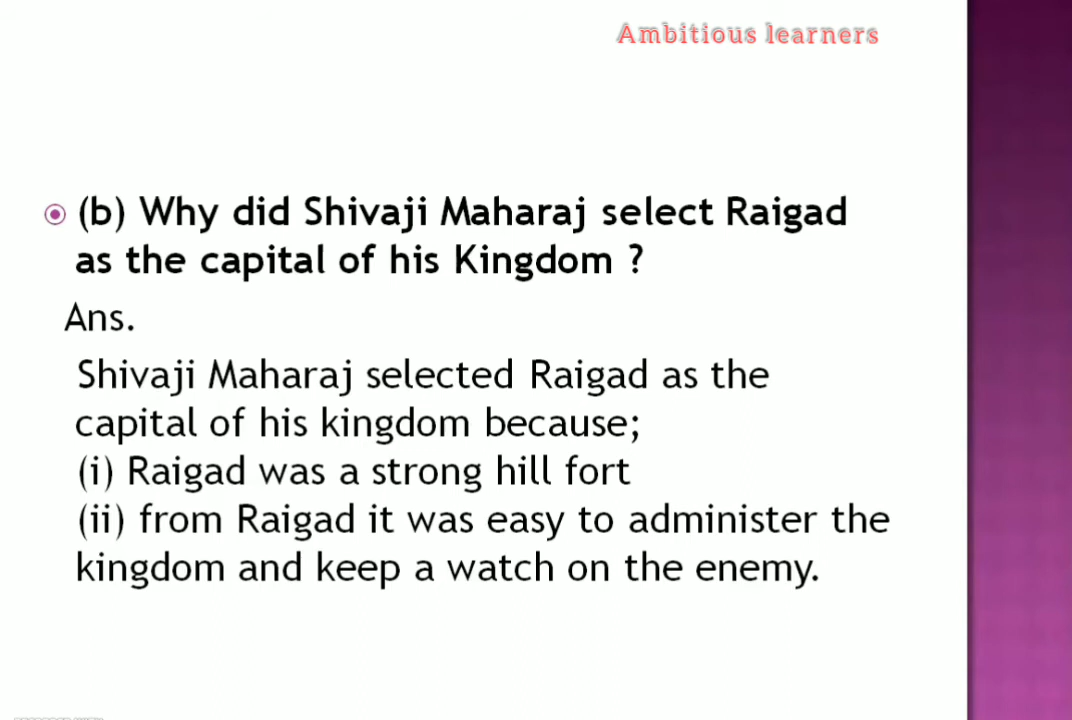 Ambitious learners
(b) Why did Shivaji Maharaj select Raigad
as the capital of his Kingdom ?
Ans.
Shivaji Maharaj selected Raigad as the
capital of his kingdom because;
(i) Raigad was a strong hill fort
(ii) from Raigad it was easy to administer the
kingdom and keep a watch on the enemy.